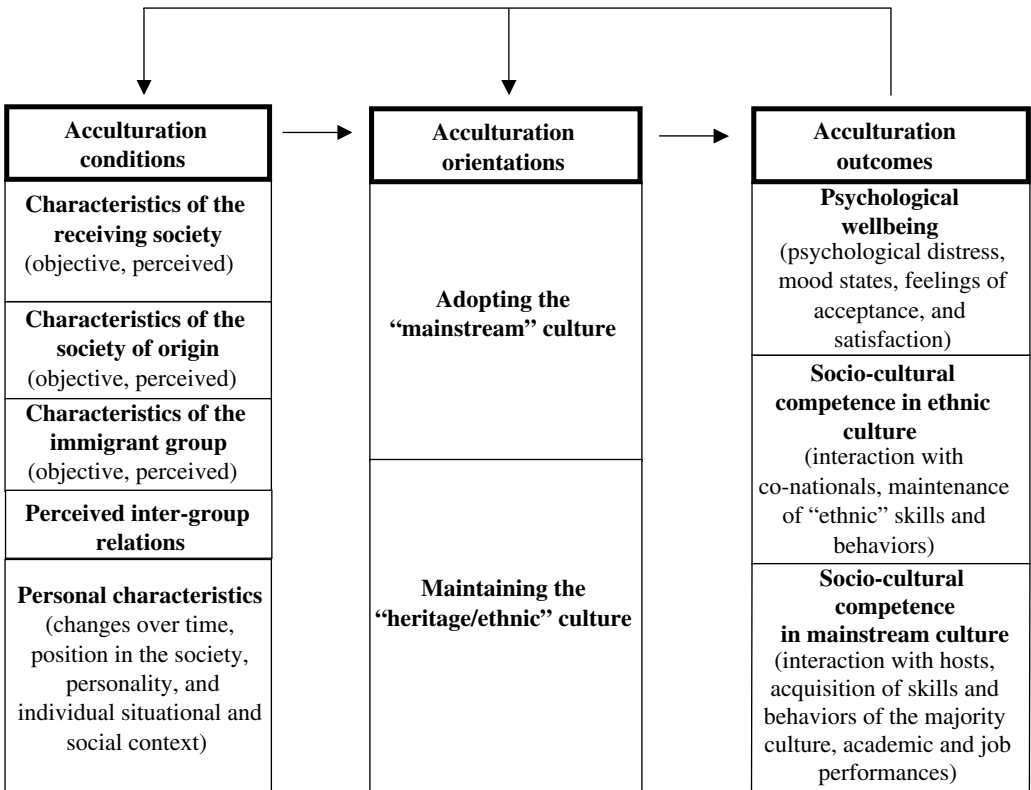 Acculturation
conditions
Characteristics of the
receiving society
(objective, perceived)
Characteristics of the
society of origin
(objective, perceived)
Characteristics of the
immigrant group
(objective, perceived)
Perceived inter-group
relations
Personal characteristics
(changes over time,
position in the society,
personality, and
individual situational and
social context)
Acculturation
orientations
Adopting the
“mainstream” culture
Maintaining the
“heritage/ethnic” culture
Acculturation
outcomes
Psychological
wellbeing
(psychological distress,
mood states, feelings of
acceptance, and
satisfaction)
Socio-cultural
competence in ethnic
culture
(interaction with
co-nationals, maintenance
of “ethnic” skills and
behaviors)
Socio-cultural
competence
in mainstream culture
(interaction with hosts,
acquisition of skills and
behaviors of the majority
culture, academic and job
performances)